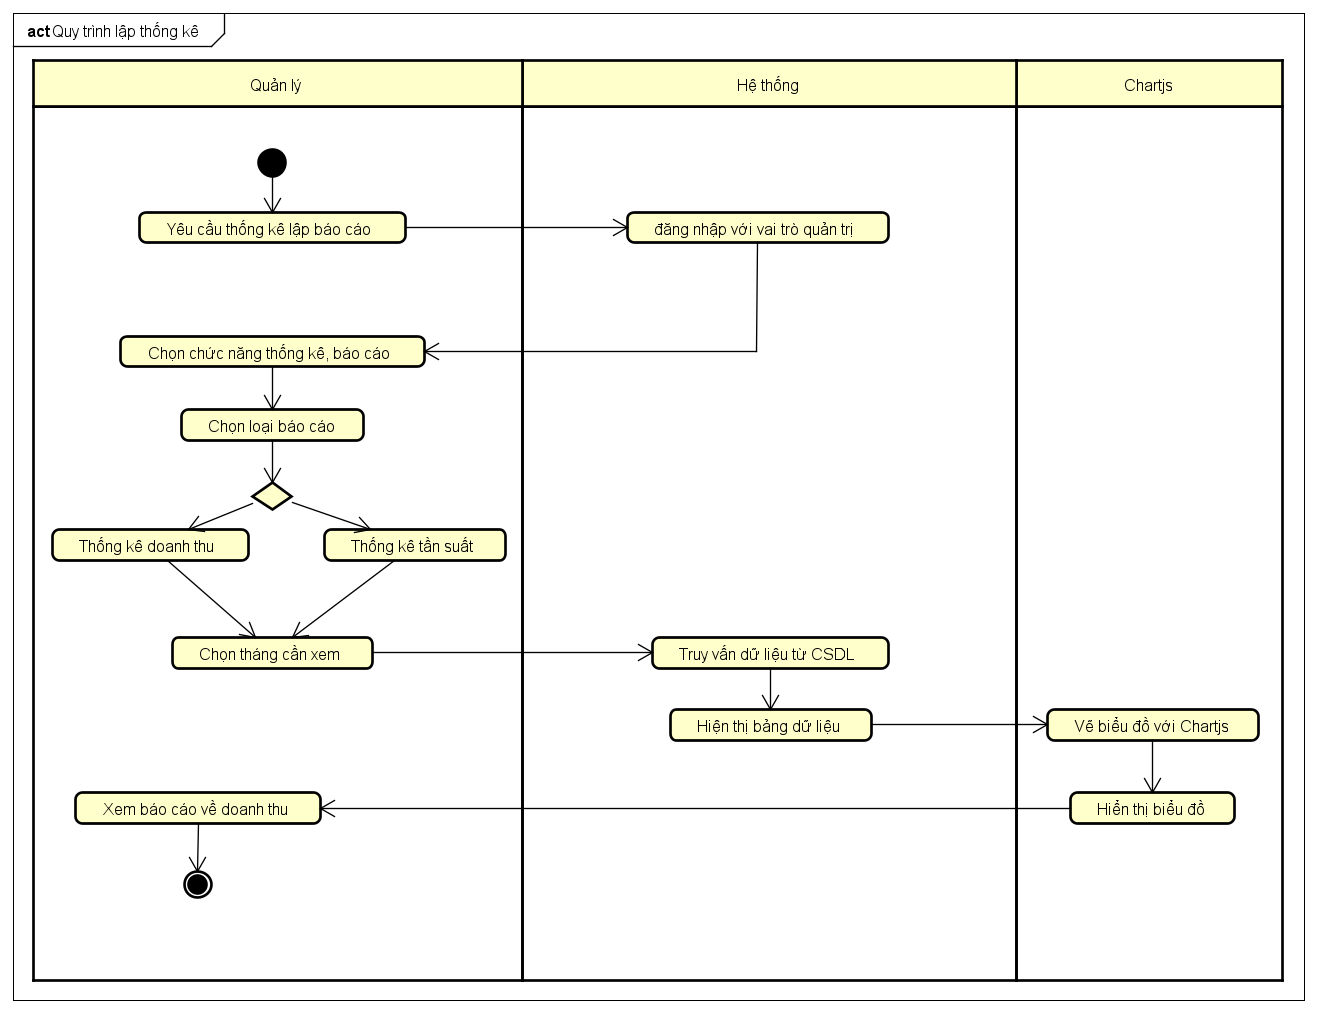 act Quy trình lập thống kê
Quản lý
Hệ thống
Chartjs
Yêu cầu thống kê lập báo cáo
đăng nhập với vai trò quản trị
Chọn chức năng thống kê, báo cáo
Chọn loại báo cáo
Thống kê doanh thu
Thống kê tần suất
Chọn tháng cần xem
Truy vấn dữ liệu từ CSDL
Hiện thị bảng dữ liệu
Vẽ biểu đồ với Chartjs
Xem báo cáo về doanh thu
Hiển thị biểu đồ